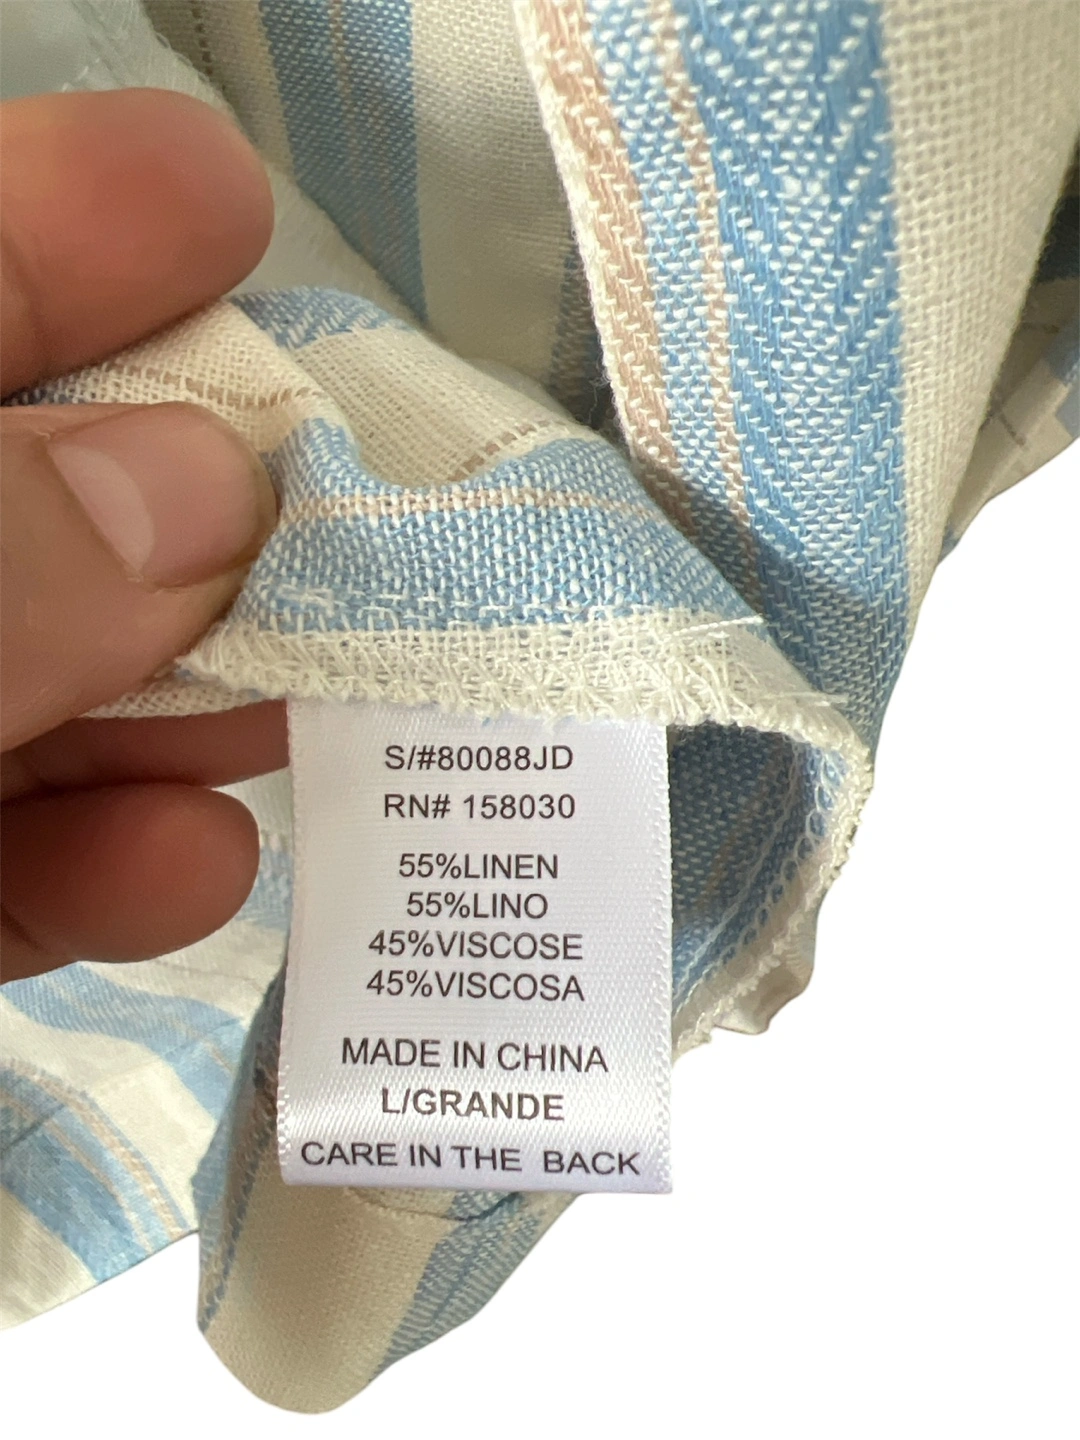 S/#80088JD
RN# 158030
55%LINEN
55%LINO
45%VISCOSE
45%VISCOSA
MADE IN CHINA
L/GRANDE
CARE IN THE BACK